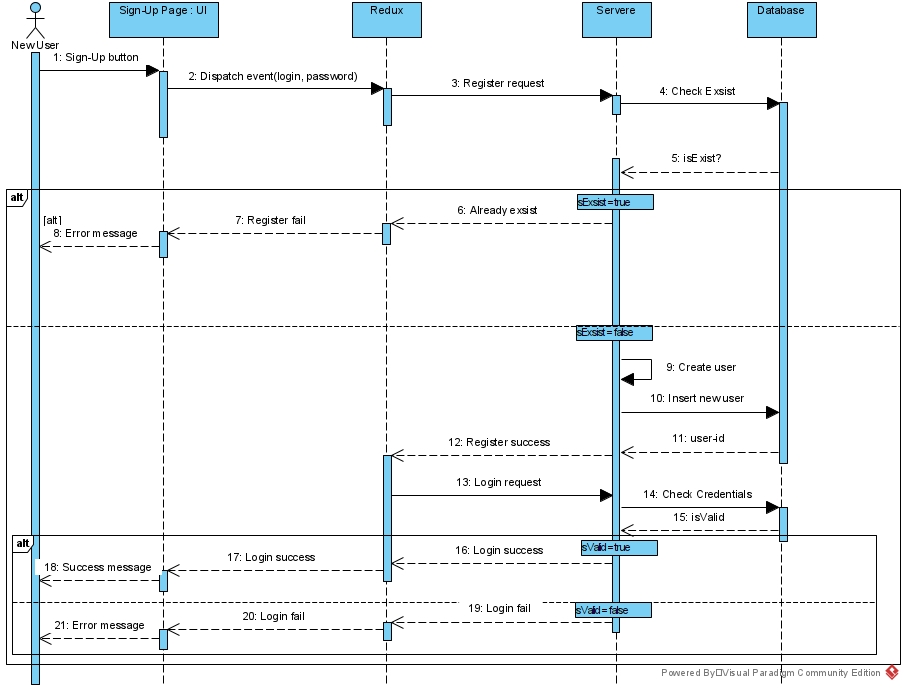 Sign-Up Page : UI
Redux
Servere
Database
New User
1: Sign-Up button
2: Dispatch event(login, password)
3: Register request
4: Check Exsist
5: isExist?
alt
sExsist=true
[alt]
6: Already exsist
7: Register fail
8: Error message
sExsist=false
9: Create user
10: Insert new user
11: user-id
12: Register success
13: Login request
14: Check Credentials
15: isValid
alt
sValid=true
16: Login success
17: Login success
18: Success message
sValid=false
19: Login fail
20: Login fail
21: Error message
Powered By Visual Paradigm Community Edition